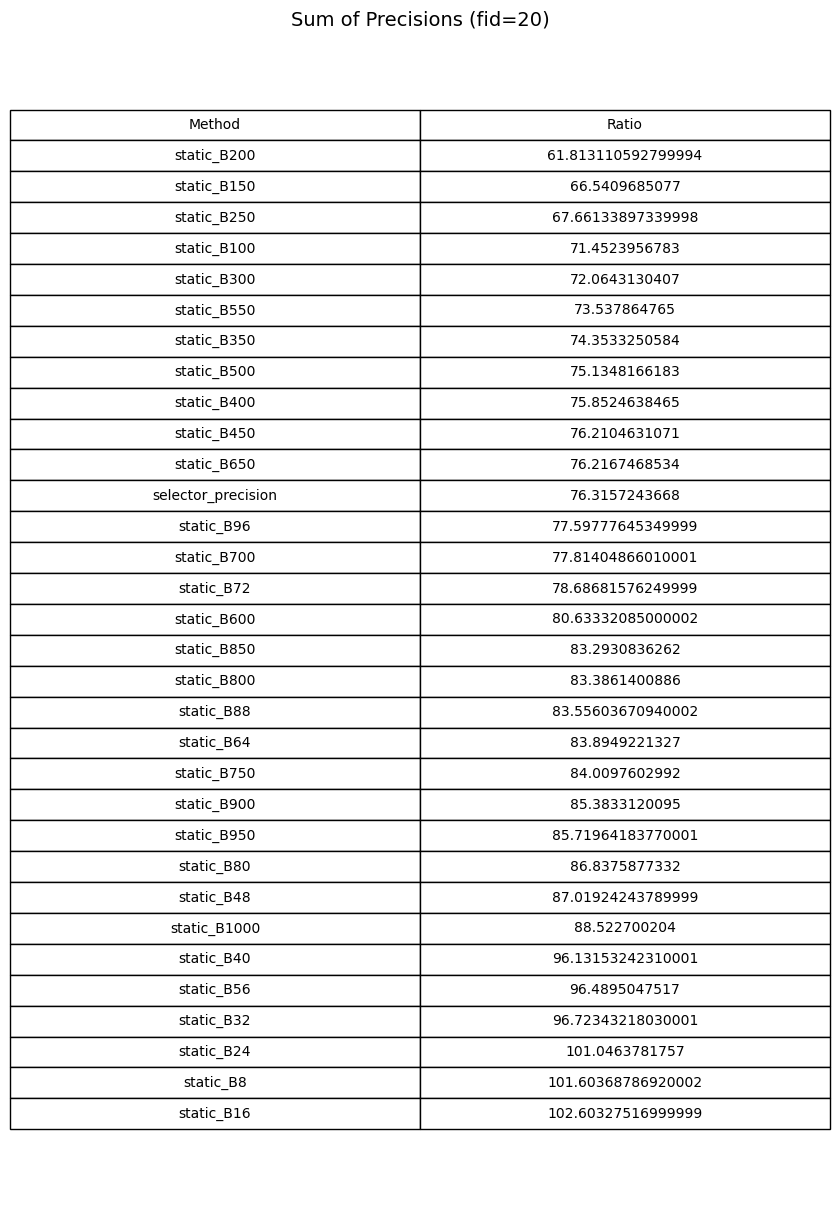 Sum of Precisions (fid=20)
Method Ratio
static_B200 61.813110592799994
static_B150 66.5409685077
static_B250 67.66133897339998
static_B100 71.4523956783
static_B300 72.0643130407
static_B550 73.537864765
static_B350 74.3533250584
static_B500 75.1348166183
static_B400 75.8524638465
static_B450 76.2104631071
static_B650 76.2167468534
selector_precision 76.3157243668
static_B96 77.59777645349999
static_B700 77.81404866010001
static_B72 78.68681576249999
static_B600 80.63332085000002
static_B850 83.2930836262
static_B800 83.3861400886
static_B88 83.55603670940002
static_B64 83.8949221327
static_B750 84.0097602992
static_B900 85.3833120095
static_B950 85.71964183770001
static_B80 86.8375877332
static_B48 87.01924243789999
static_B1000 88.522700204
static_B40 96.13153242310001
static_B56 96.4895047517
static_B32 96.72343218030001
static_B24 101.0463781757
static_B8 101.60368786920002
static_B16 102.60327516999999